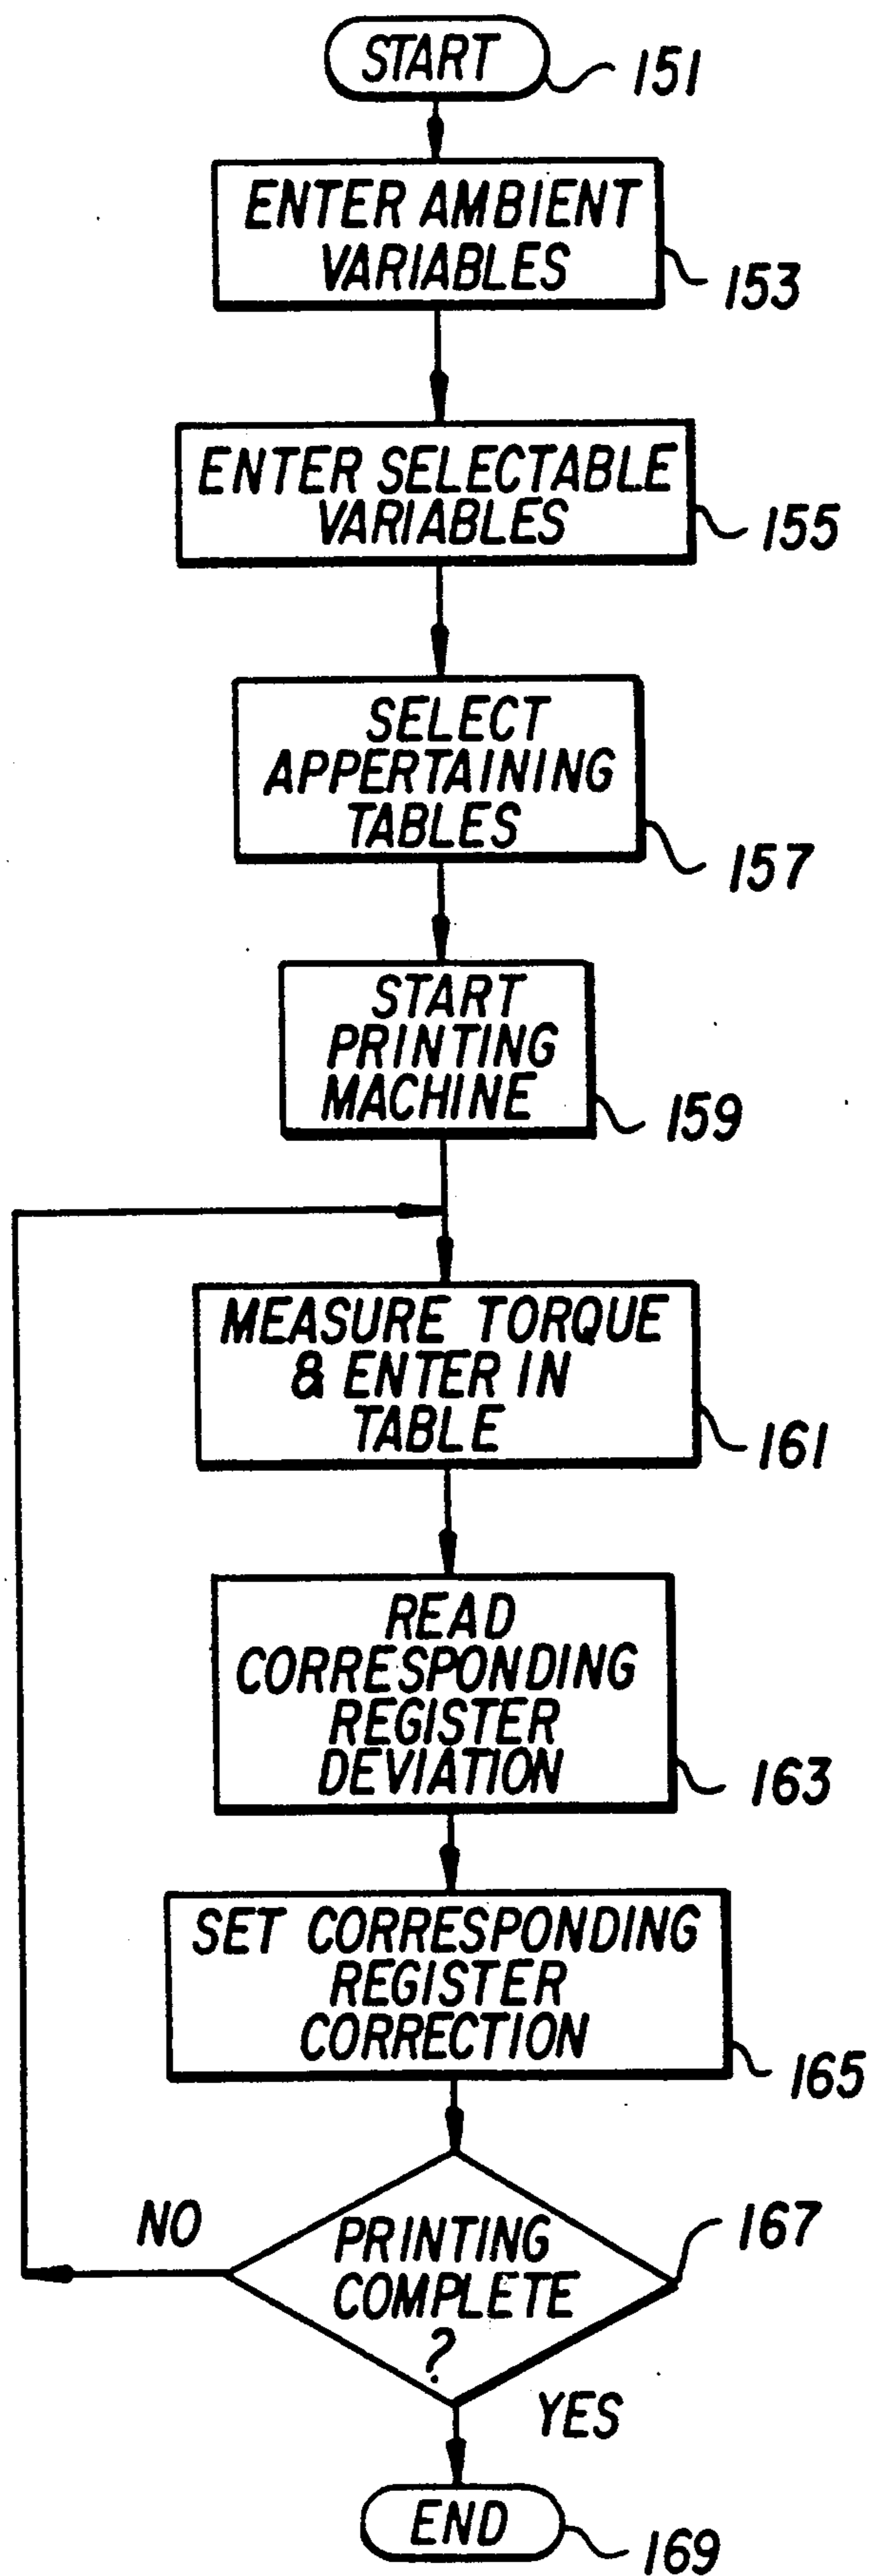 START
151
ENTER AMBIENT
VARIABLES
153
ENTER SELECTABLE
VARIABLES
155
SELECT
APPERTAINING
TABLES
157
START
PRINTING
MACHINE
159
MEASURE TORQUE
& ENTER IN
TABLE
161
READ
CORRESPONDING
REGISTER
DEVIATION
163
SET CORRESPONDING
REGISTER
CORRECTION
165
NO
PRINTING
COMPLETE
?
167
YES
END
169